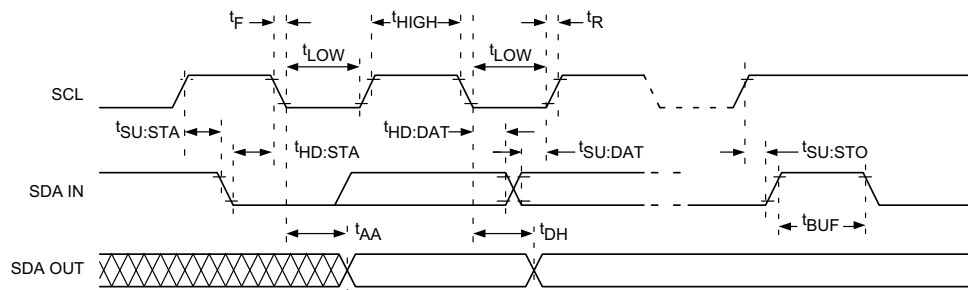 tF
tHIGH
tR
tLOW
tLOW
SCL
tSU:STA
tHD:STA
tHD:DAT
tSU:DAT
tSU:STO
SDA IN
tAA
tDH
tBUF
SDA OUT